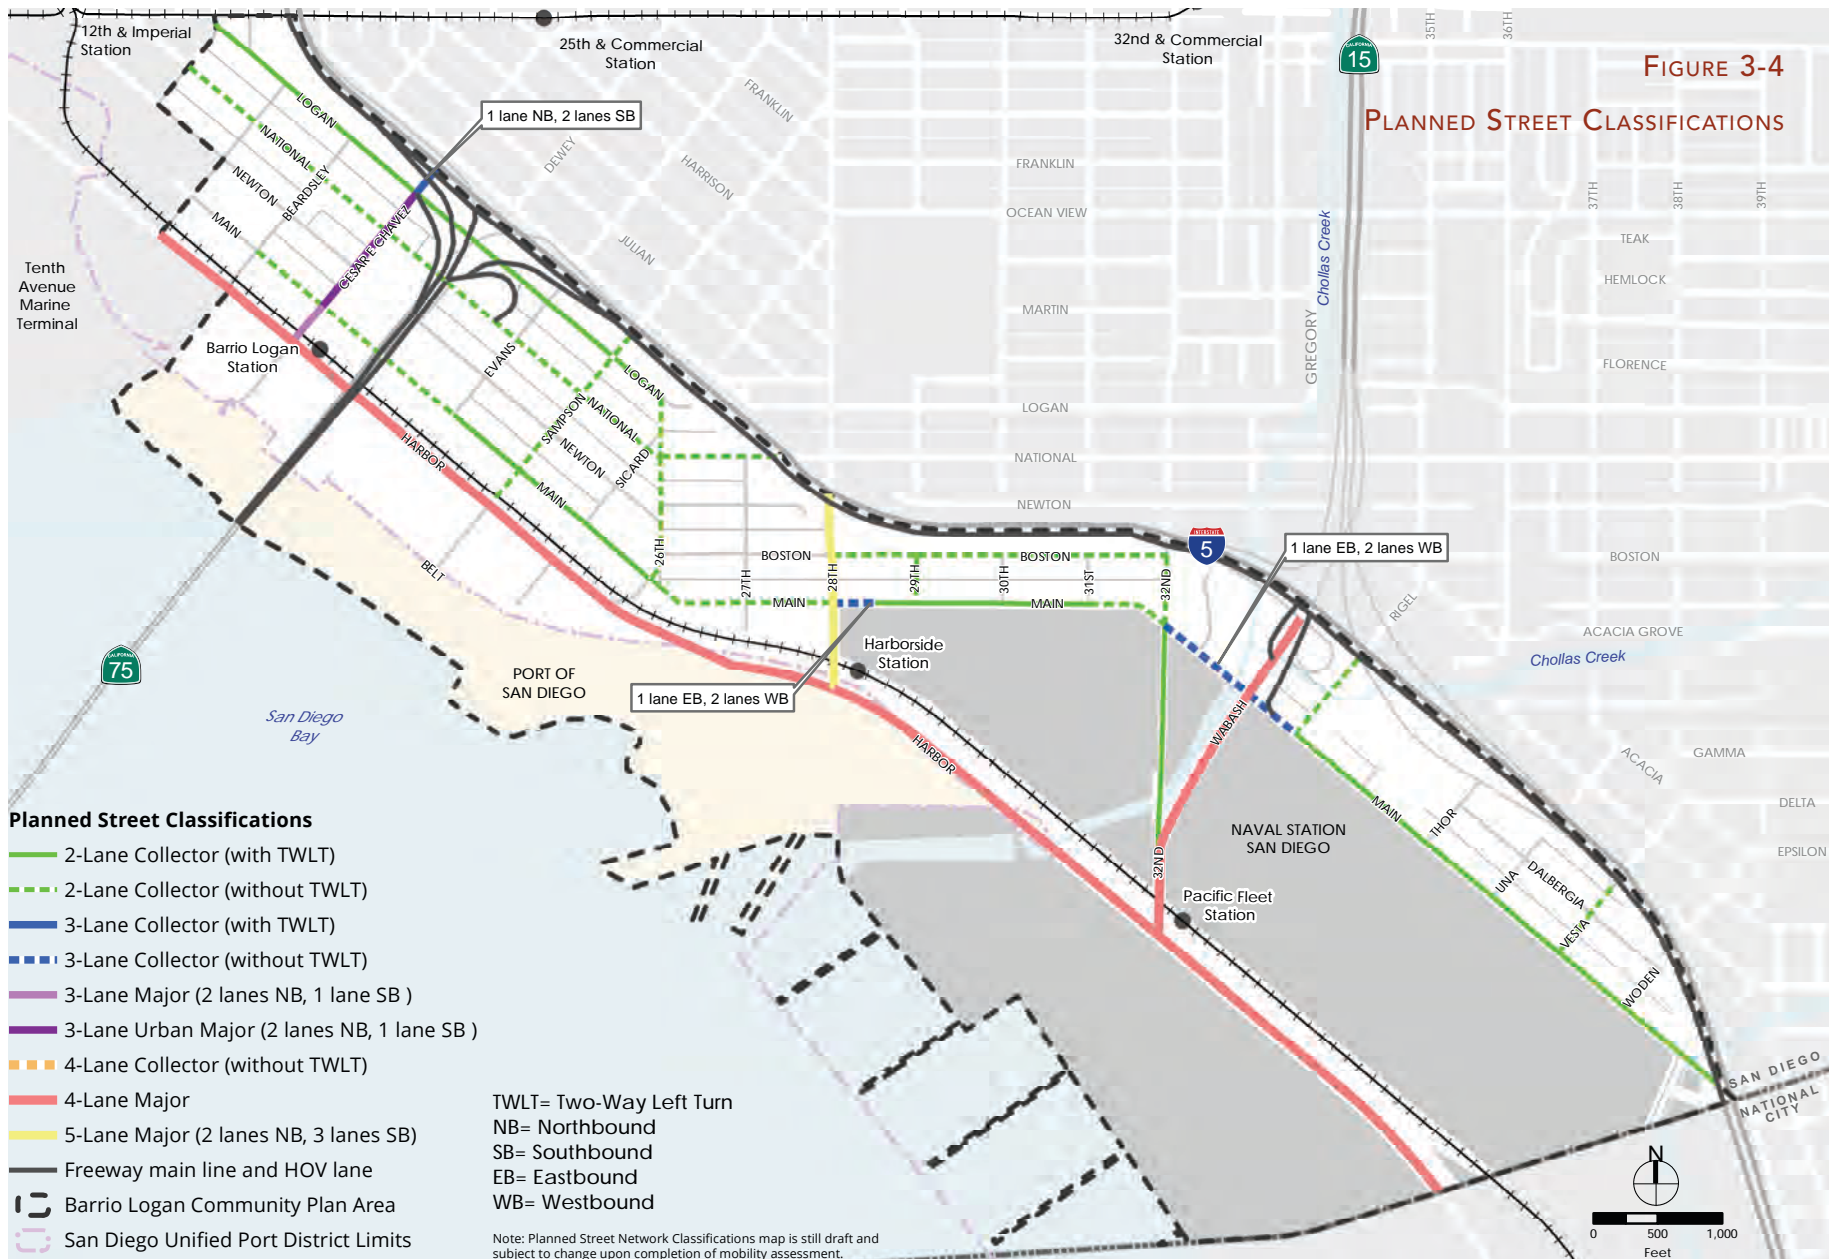 FIGURE 3-4
PLANNED STREET CLASSIFICATIONS
12th & Imperial
Station
25th & Commercial
Station
32nd & Commercial
Station
CALIFORNIA
15
35TH
36TH
1 lane NB, 2 lanes SB
LOGAN
NATIONAL
NEWTON
BEARDSLEY
MAIN
CESAR E CHAVEZ
FRANKLIN
DEWEY
HARRISON
JULIAN
FRANKLIN
OCEAN VIEW
MARTIN
LOGAN
NATIONAL
NEWTON
GREGORY
Chollas Creek
37TH
38TH
39TH
TEAK
HEMLOCK
FLORENCE
BOSTON
ACACIA GROVE
Chollas Creek
RIGEL
ACACIA
GAMMA
DELTA
EPSILON
Tenth
Avenue
Marine
Terminal
Barrio Logan
Station
HARBOR
EVANS
SAMPSON
LOGAN
NATIONAL
NEWTON
SICARD
MAIN
BELT
26TH
27TH
28TH
29TH
30TH
31ST
32ND
BOSTON
BOSTON
MAIN
MAIN
INTERSTATE
5
1 lane EB, 2 lanes WB
Harborside
Station
1 lane EB, 2 lanes WB
PORT OF
SAN DIEGO
CALIFORNIA
75
San Diego
Bay
HARBOR
WABASH
32ND
NAVAL STATION
SAN DIEGO
Pacific Fleet
Station
MAIN
THOR
UNA
DALBERGIA
VESTA
WODEN
SAN DIEGO
NATIONAL
CITY
Planned Street Classifications
2-Lane Collector (with TWLT)
2-Lane Collector (without TWLT)
3-Lane Collector (with TWLT)
3-Lane Collector (without TWLT)
3-Lane Major (2 lanes NB, 1 lane SB )
3-Lane Urban Major (2 lanes NB, 1 lane SB )
4-Lane Collector (without TWLT)
4-Lane Major
5-Lane Major (2 lanes NB, 3 lanes SB)
Freeway main line and HOV lane
Barrio Logan Community Plan Area
San Diego Unified Port District Limits
TWLT= Two-Way Left Turn
NB= Northbound
SB= Southbound
EB= Eastbound
WB= Westbound
Note: Planned Street Network Classifications map is still draft and
subject to change upon completion of mobility assessment.
N
0 500 1,000
Feet